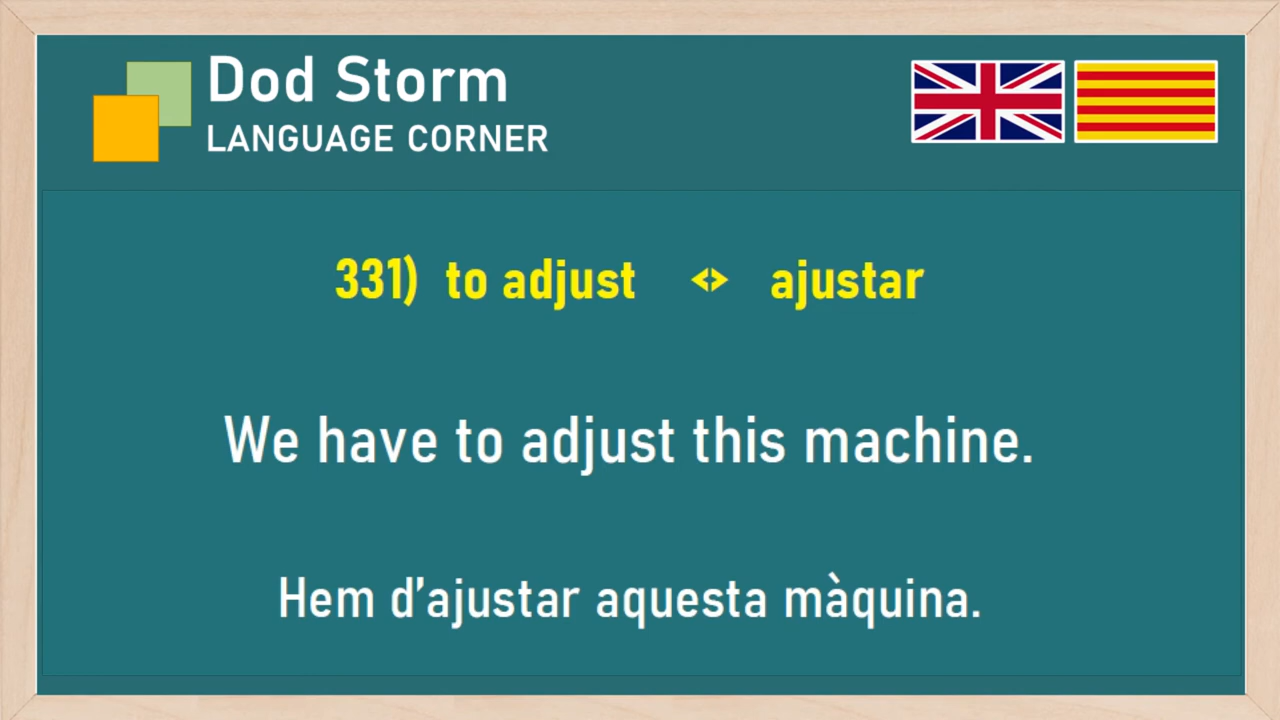 Dod Storm
LANGUAGE CORNER
331) to adjust <> ajustar
We have to adjust this machine.
Hem d'ajustar aquesta màquina.